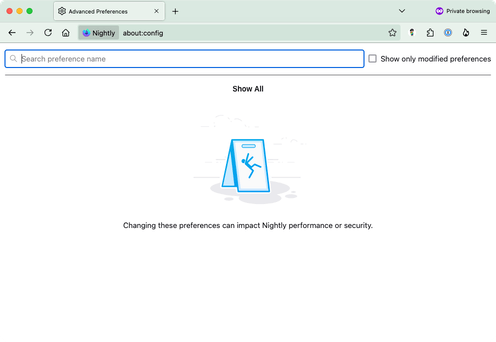 Advanced Preferences
Private browsing
Nightly about:config
Search preference name
Show only modified preferences
Show All
Changing these preferences can impact Nightly performance or security.